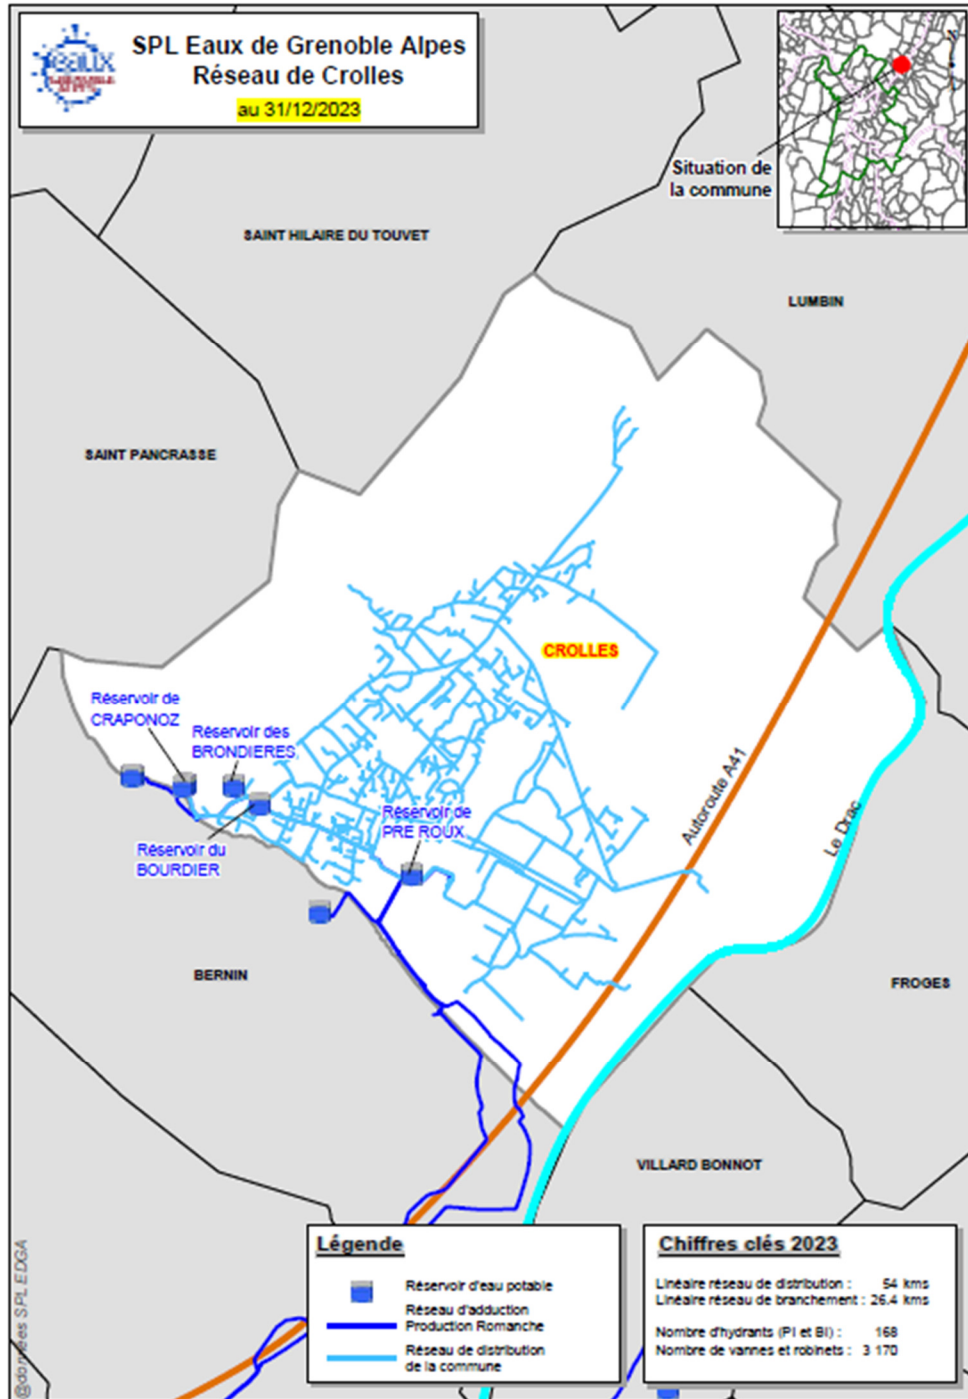 eaux
SPL Eaux de Grenoble Alpes
Réseau de Crolles
au 31/12/2023
N
Situation de
la commune
SAINT HILAIRE DU TOUVET
LUMBIN
SAINT PANCRASSE
CROLLES
Réservoir de
CRAPONOZ
Réservoir des
BRONDIERES
Réservoir de
PRE ROUX
Réservoir du
BOURDIER
Autoroute A41
Le Drac
BERNIN
FROGES
VILLARD BONNOT
@données SPL EDGA
Légende
Réservoir d'eau potable
Réseau d'adduction
Production Romanche
Réseau de distribution
de la commune
Chiffres clés 2023
Linéaire réseau de distribution : 54 kms
Linéaire réseau de branchement : 26.4 kms
Nombre d'hydrants (PI et BI) : 168
Nombre de vannes et robinets : 3 170